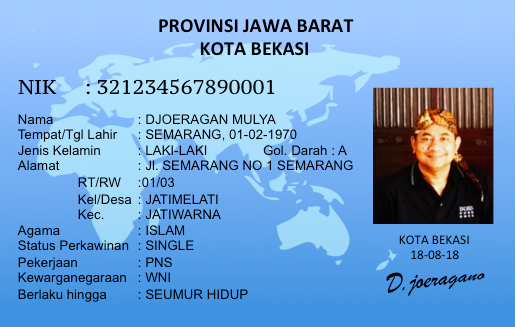 PROVINSI JAWA BARAT
KOTA BEKASI
NIK : 321234567890001
Nama : DJOERAGAN MULYA
Tempat/Tgl Lahir : SEMARANG, 01-02-1970
Jenis Kelamin : LAKI-LAKI Gol. Darah : A
Alamat : Jl. SEMARANG NO 1 SEMARANG
RT/RW :01/03
Kel/Desa : JATIMELATI
Kec. : JATIWARNA
Agama : ISLAM
Status Perkawinan : SINGLE
Pekerjaan : PNS
Kewarganegaraan : WNI
Berlaku hingga : SEUMUR HIDUP
KOTA BEKASI
18-08-18
D, joeragano